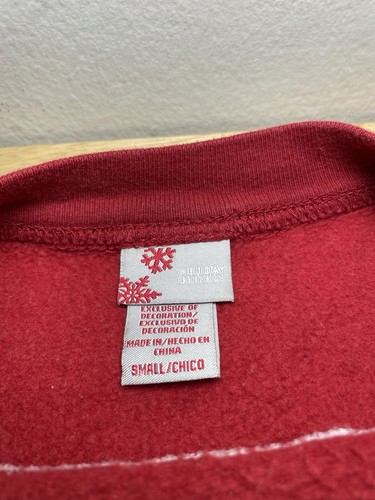 EXCLUSIVE OF
DECORATION/
EXCLUSIVO DE
DECORACIÓN
MADE IN/HECHO EN
CHINA
SMALL/CHICO